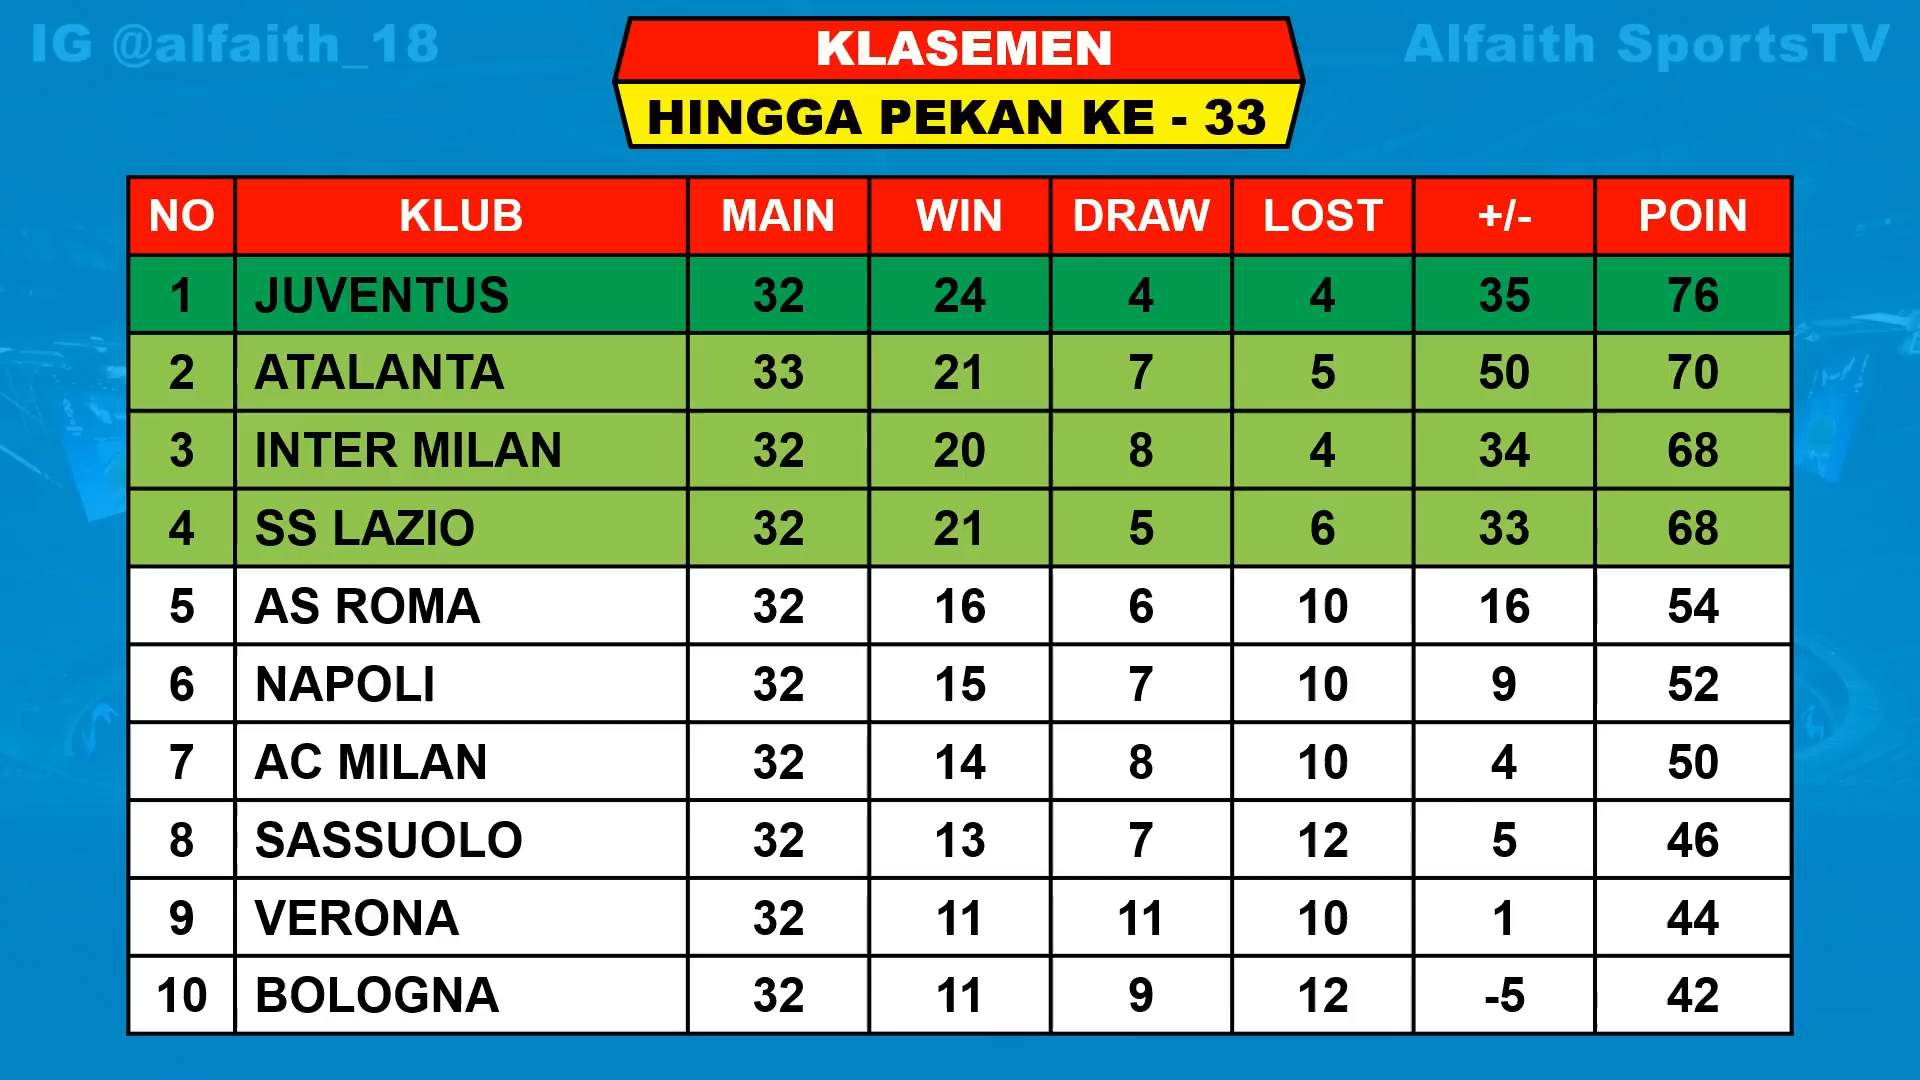 IG @alfaith_18
KLASEMEN
Alfaith SportsTV
HINGGA PEKAN KE - 33
NO KLUB MAIN WIN DRAW LOST +/- POIN
1 JUVENTUS 32 24 4 4 35 76
2 ATALANTA 33 21 7 5 50 70
3 INTER MILAN 32 20 8 4 34 68
4 SS LAZIO 32 21 5 6 33 68
5 AS ROMA 32 16 6 10 16 54
6 NAPOLI 32 15 7 10 9 52
7 AC MILAN 32 14 8 10 4 50
8 SASSUOLO 32 13 7 12 5 46
9 VERONA 32 11 11 10 1 44
10 BOLOGNA 32 11 9 12 -5 42